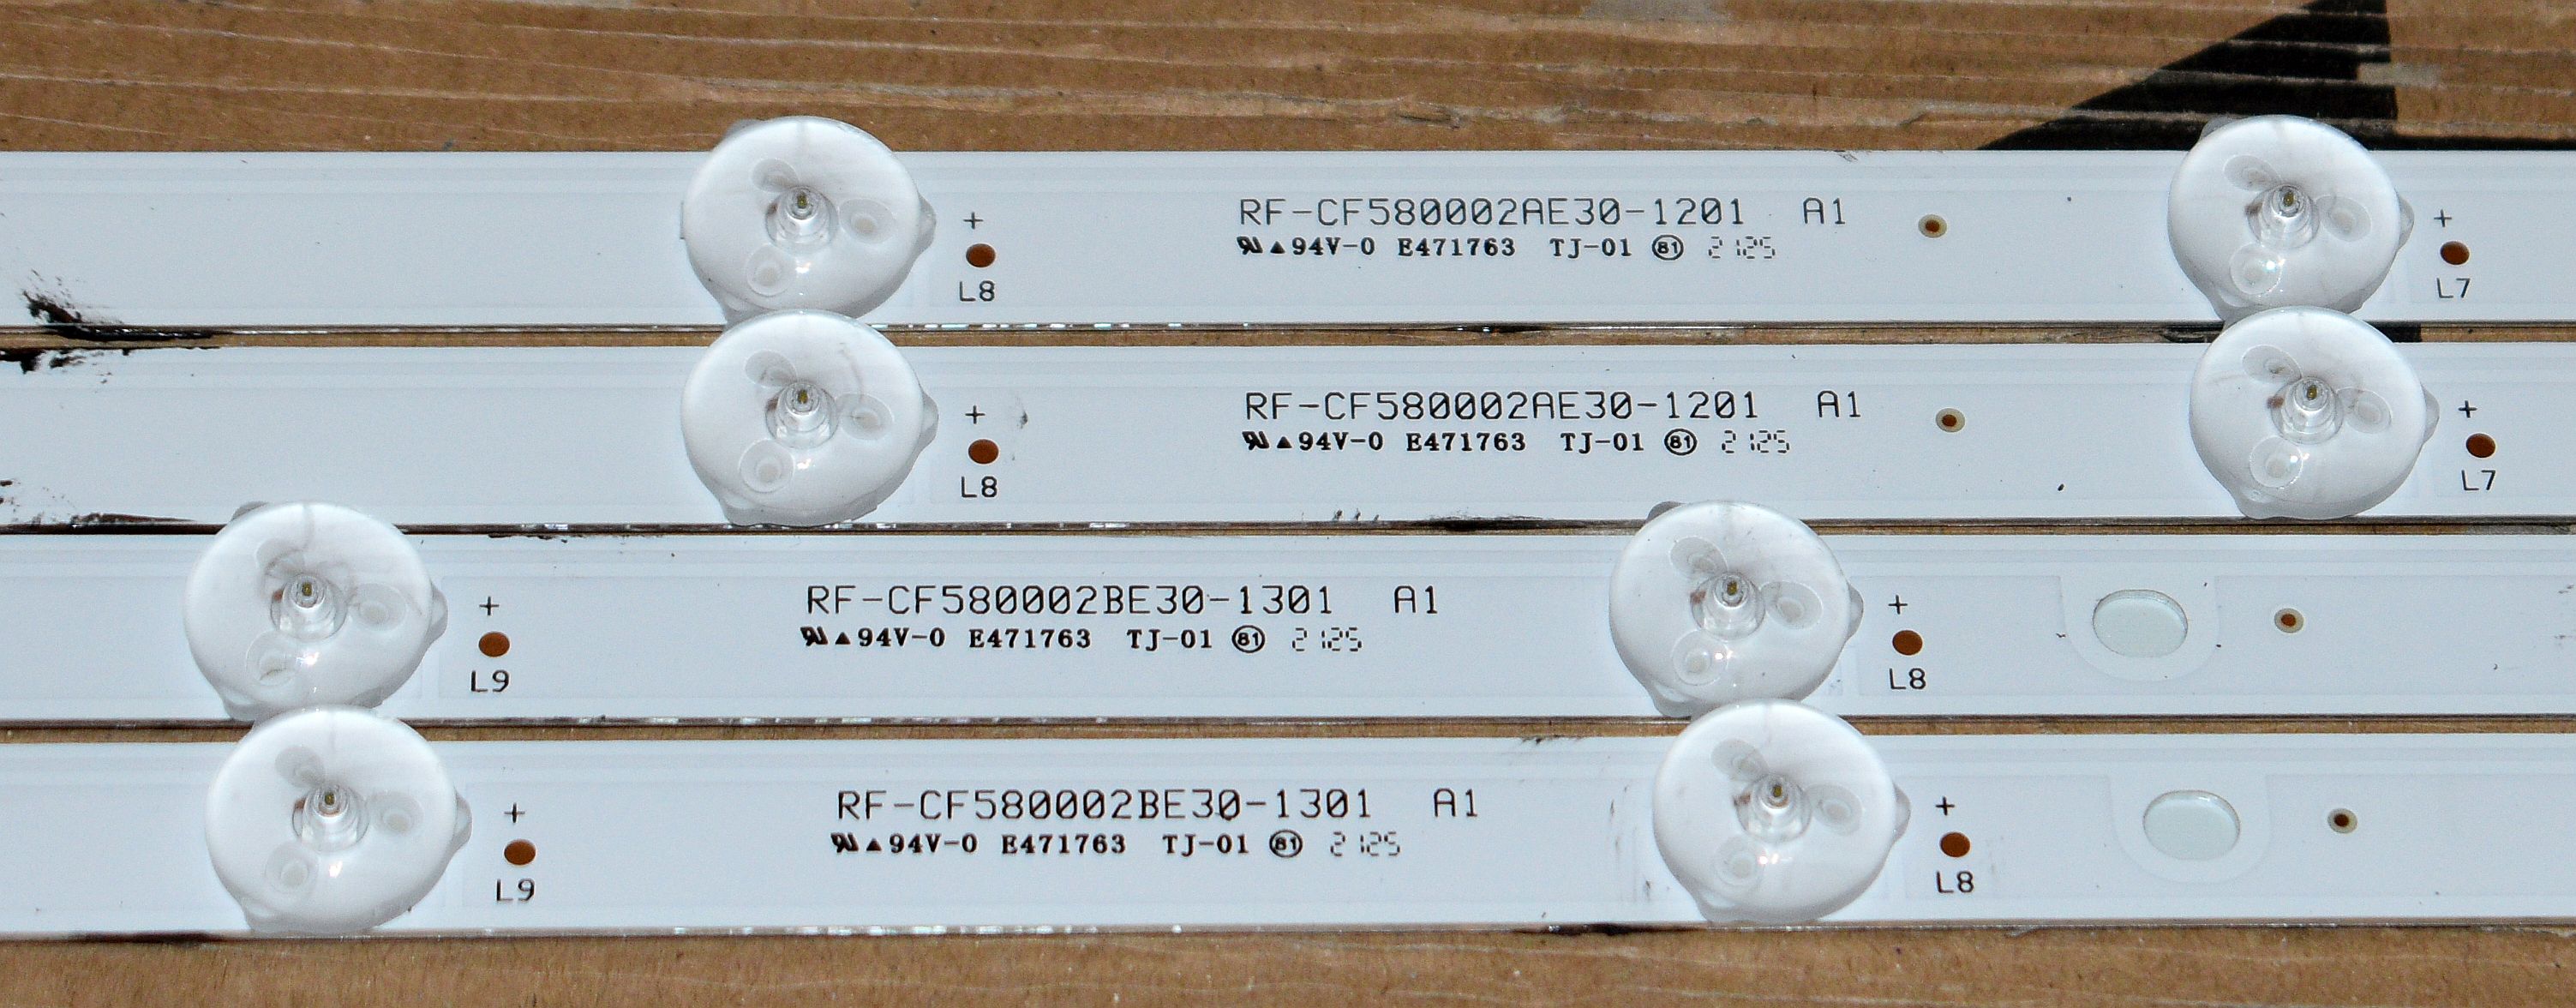 +
L8
RF-CF580002AE30-1201 A1
94V-0 E471763 TJ-01 81 2125
+
L7
+
L8
RF-CF580002AE30-1201 A1
94V-0 E471763 TJ-01 81 2125
+
L7
+
L9
RF-CF580002BE30-1301 A1
94V-0 E471763 TJ-01 81 2125
+
L8
+
L9
RF-CF580002BE30-1301 A1
94V-0 E471763 TJ-01 81 2125
+
L8